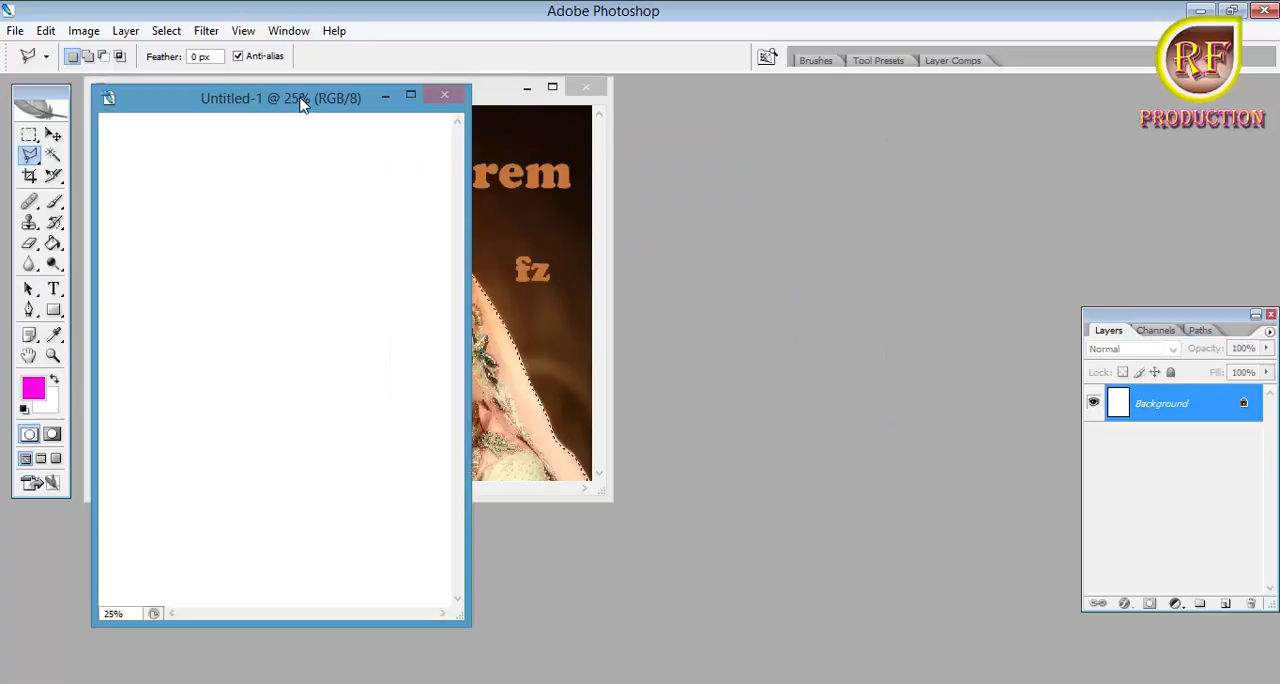 Adobe Photoshop
File Edit Image Layer Select Filter View Window Help
Feather: 0 px Anti-alias
Brushes Tool Presets Layer Comps
RF
PRODUCTION
Untitled-1 @ 25% (RGB/8)
rem
fz
25%
Layers Channels Paths
Normal Opacity: 100%
Lock: Fill: 100%
Background